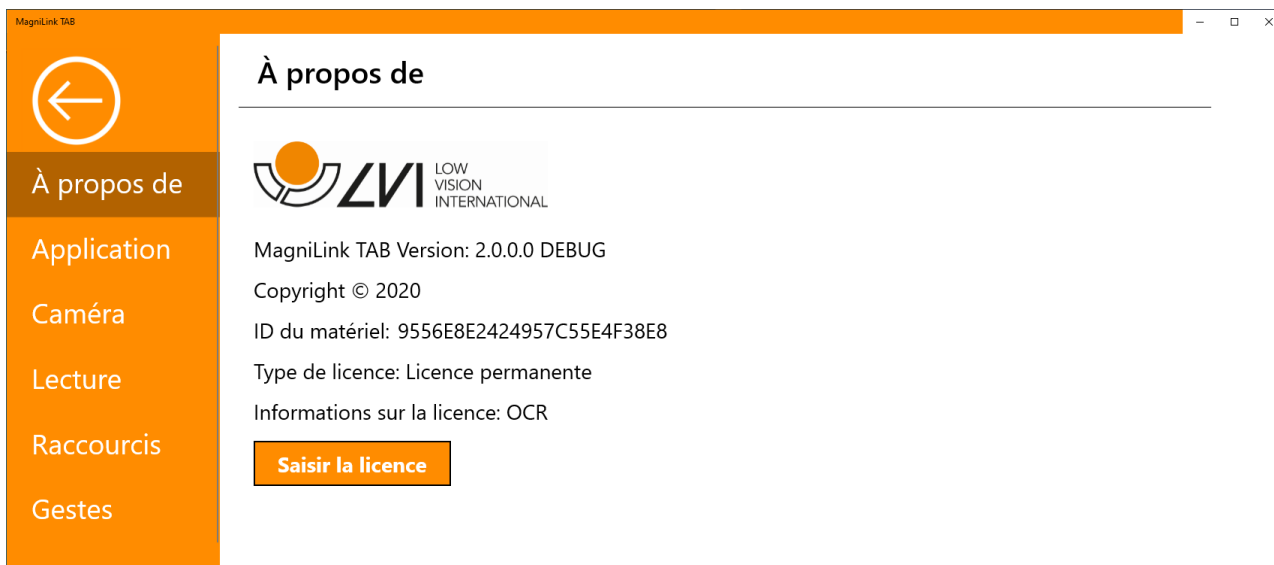 MagniLink TAB
À propos de
À propos de
Application
Caméra
Lecture
Raccourcis
Gestes
LVI
LOW
VISION
INTERNATIONAL
MagniLink TAB Version: 2.0.0.0 DEBUG
Copyright © 2020
ID du matériel: 9556E8E2424957C55E4F38E8
Type de licence: Licence permanente
Informations sur la licence: OCR
Saisir la licence